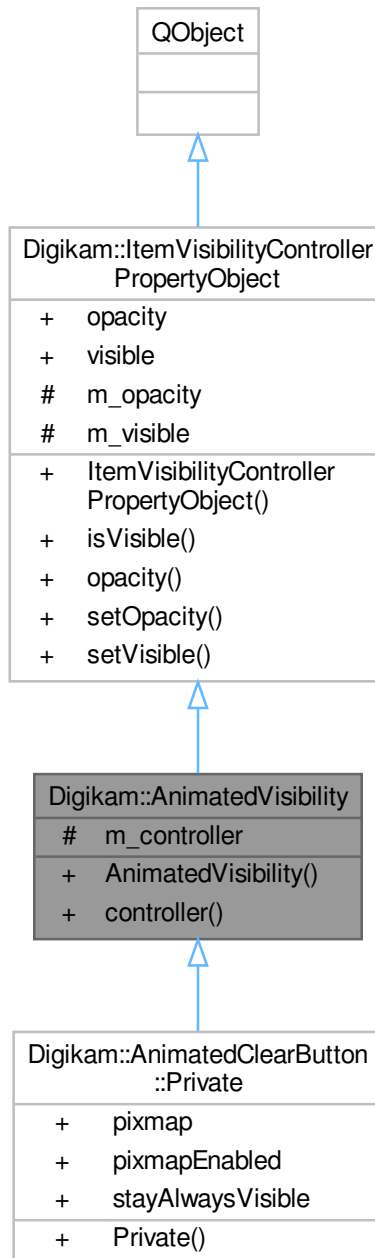 QObject
Digikam::ItemVisibilityController
PropertyObject
+ opacity
+ visible
# m_opacity
# m_visible
+ ItemVisibilityController
PropertyObject()
+ isVisible()
+ opacity()
+ setOpacity()
+ setVisible()
Digikam::AnimatedVisibility
# m_controller
+ AnimatedVisibility()
+ controller()
Digikam::AnimatedClearButton
::Private
+ pixmap
+ pixmapEnabled
+ stayAlwaysVisible
+ Private()